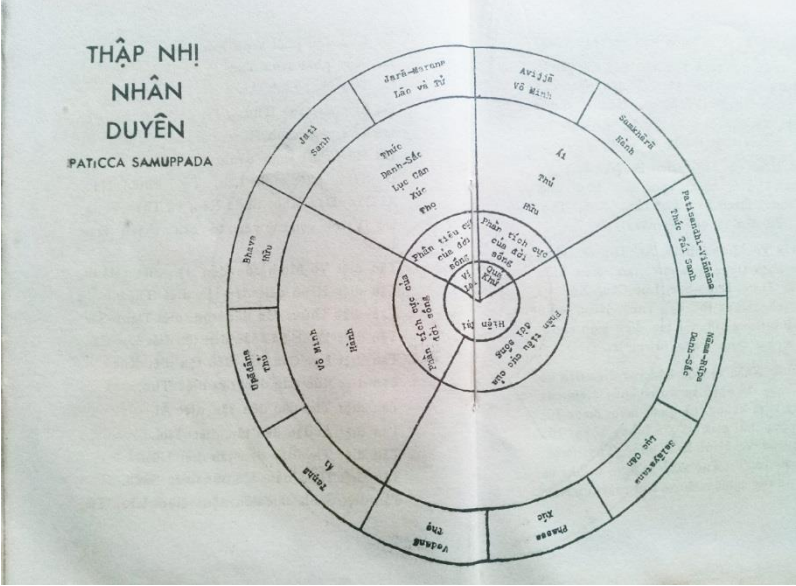 THẬP NHỊ
NHÂN
DUYÊN
PATICCA SAMUPPADA
Avijjā
Vô Minh
Samkhārā
Hành
Patisandhi-Viññāna
Thức Tái Sanh
Nāma-Rūpa
Danh-Sắc
Salāyatana
Lục Căn
Phassa
Xúc
Vedanā
Thọ
Tanha
Ái
Upādāna
Thủ
Bhava
Hữu
Jati
Sanh
Jarā-Marana
Lão và Tử
Ái
Thủ
Hữu
Thức
Danh-Sắc
Lục Căn
Xúc
Thọ
Vô Minh
Hành
Phần tích cực
của đời
sống
Phần tiêu cực của
đời sống
Phần tích cực của
đời sống
Phần tiêu cực
của đời
sống
Quá
Khứ
Hiện
Vị
Lai